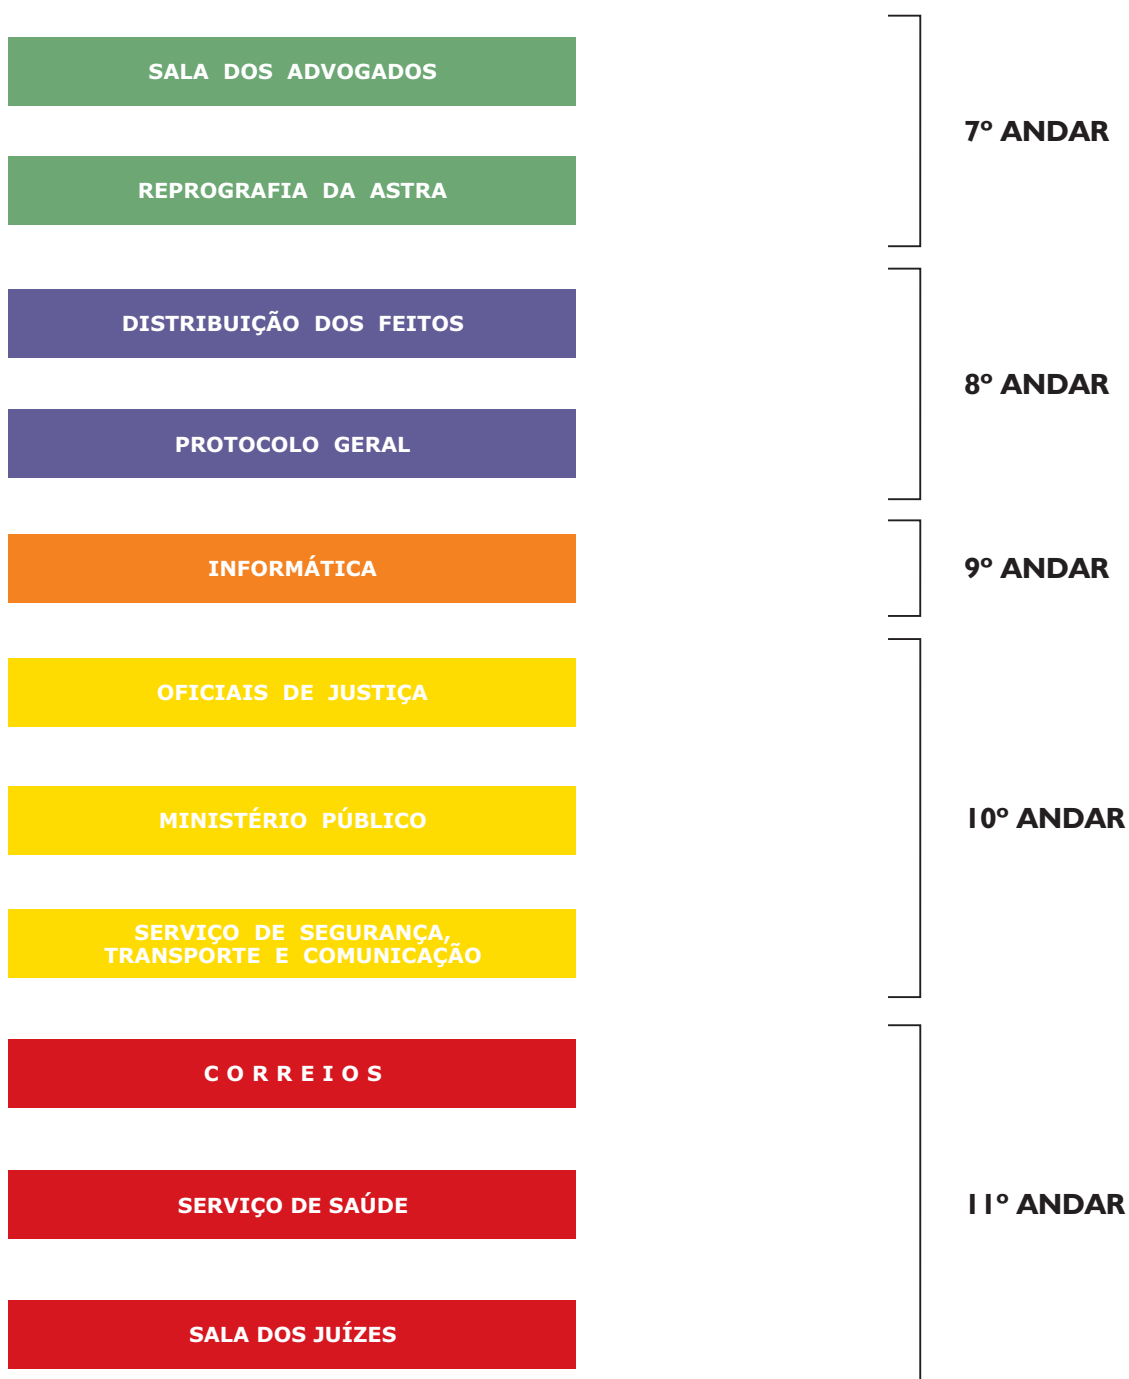 SALA DOS ADVOGADOS
REPROGRAFIA DA ASTRA
7º ANDAR
DISTRIBUIÇÃO DOS FEITOS
PROTOCOLO GERAL
8º ANDAR
INFORMÁTICA
9º ANDAR
OFICIAIS DE JUSTIÇA
MINISTÉRIO PÚBLICO
SERVIÇO DE SEGURANÇA,
TRANSPORTE E COMUNICAÇÃO
10º ANDAR
CORREIOS
SERVIÇO DE SAÚDE
SALA DOS JUÍZES
11º ANDAR